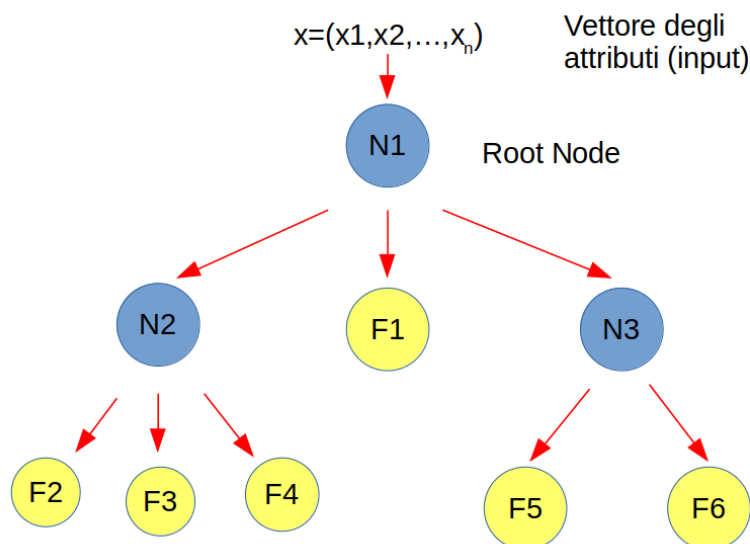 x=(x1,x2,...,xn)
Vettore degli
attributi (input)
N1
Root Node
N2
F1
N3
F2
F3
F4
F5
F6